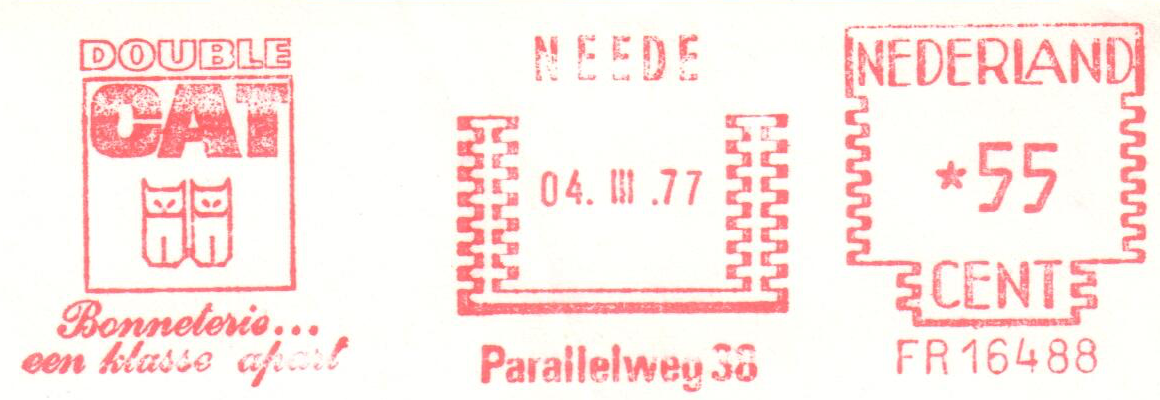 DOUBLE
CAT
Bonneterie...
een klasse apart
NEEDE
04. III .77
Parallelweg 38
NEDERLAND
*55
CENT
FR 16488